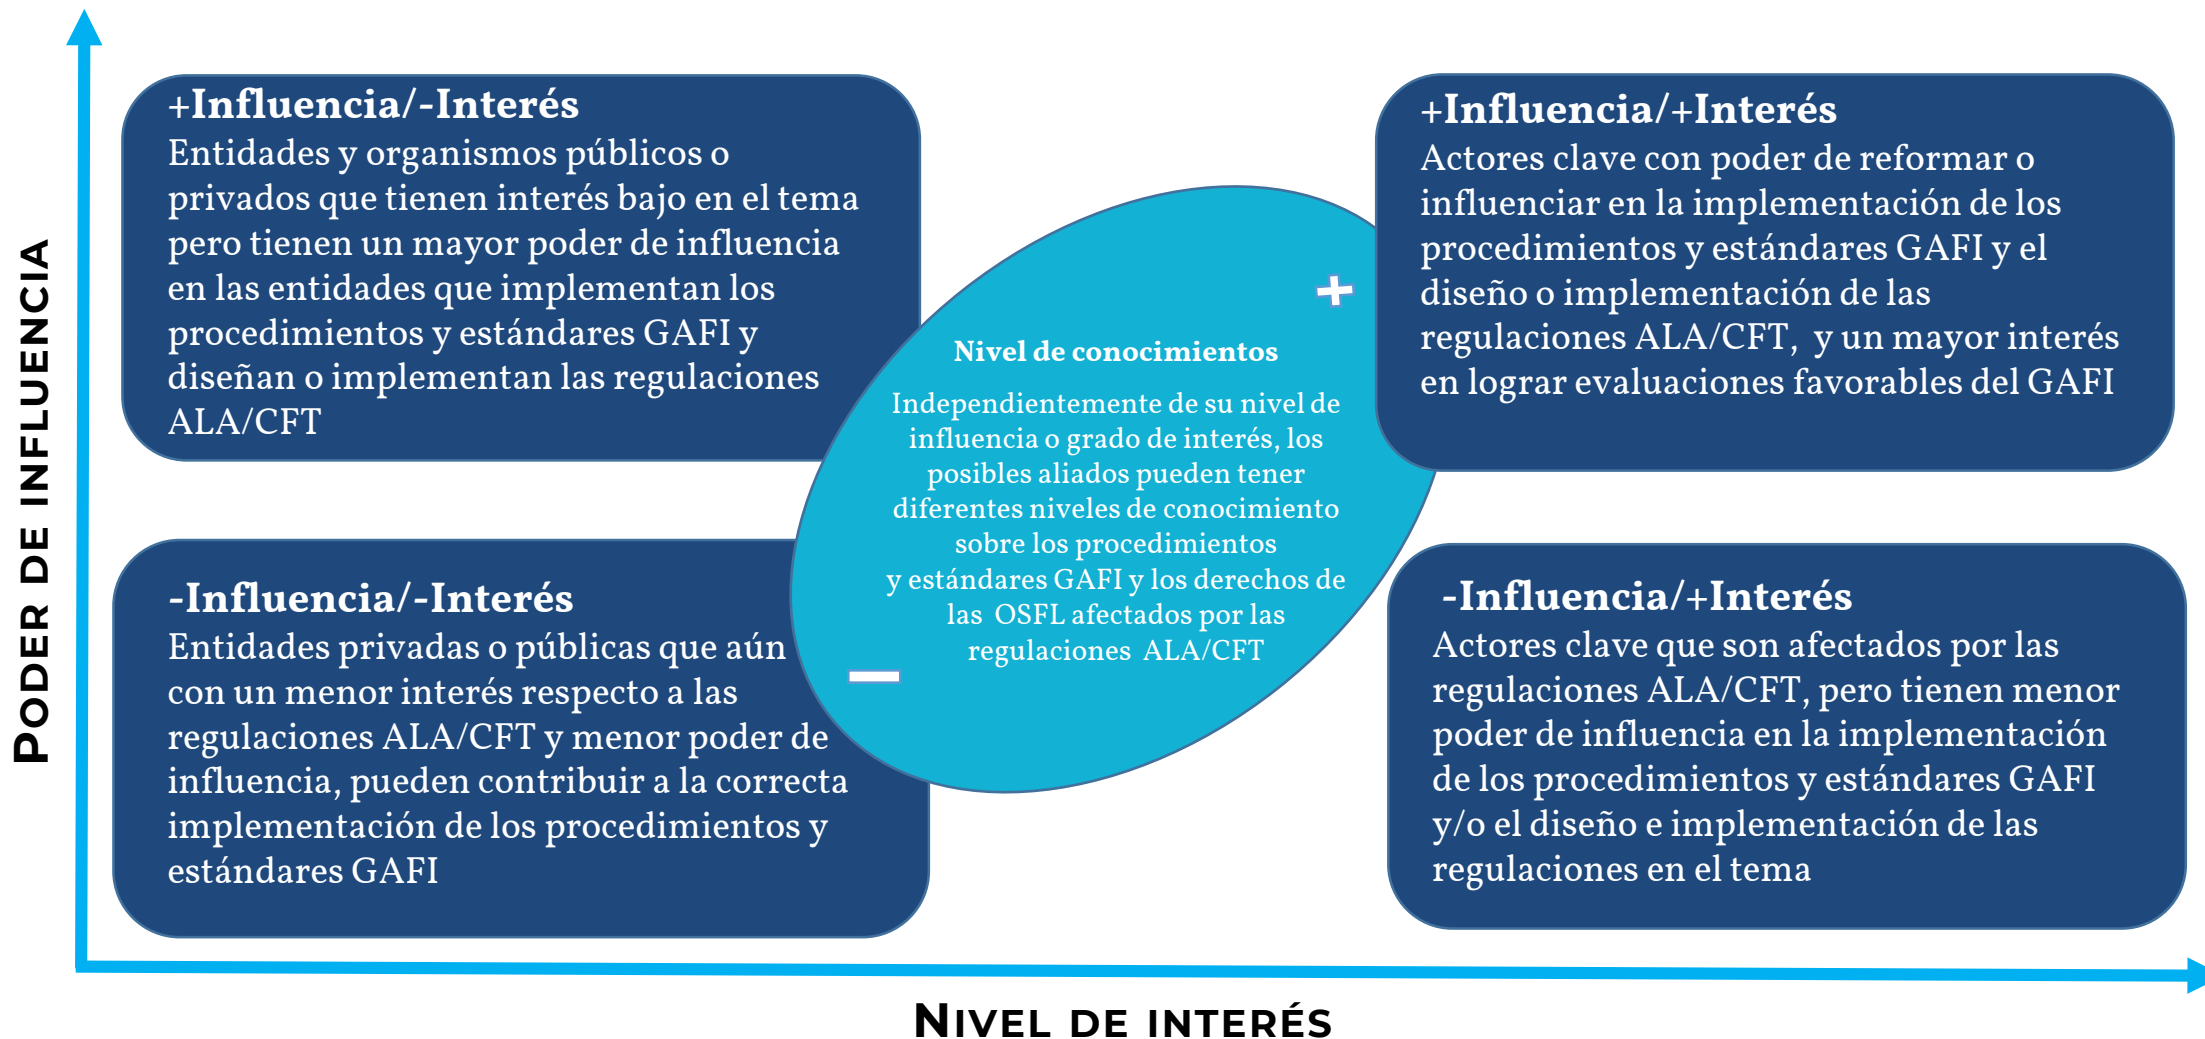 PODER DE INFLUENCIA
+Influencia/-Interés
Entidades y organismos públicos o
privados que tienen interés bajo en el tema
pero tienen un mayor poder de influencia
en las entidades que implementan los
procedimientos y estándares GAFI y
diseñan o implementan las regulaciones
ALA/CFT
+Influencia/+Interés
Actores clave con poder de reformar o
influenciar en la implementación de los
procedimientos y estándares GAFI y el
diseño o implementación de las
regulaciones ALA/CFT, y un mayor interés
en lograr evaluaciones favorables del GAFI
+
Nivel de conocimientos
Independientemente de su nivel de
influencia o grado de interés, los
posibles aliados pueden tener
diferentes niveles de conocimiento
sobre los procedimientos
y estándares GAFI y los derechos de
las OSFL afectados por las
regulaciones ALA/CFT
–
-Influencia/-Interés
Entidades privadas o públicas que aún
con un menor interés respecto a las
regulaciones ALA/CFT y menor poder de
influencia, pueden contribuir a la correcta
implementación de los procedimientos y
estándares GAFI
-Influencia/+Interés
Actores clave que son afectados por las
regulaciones ALA/CFT, pero tienen menor
poder de influencia en la implementación
de los procedimientos y estándares GAFI
y/o el diseño e implementación de las
regulaciones en el tema
NIVEL DE INTERÉS